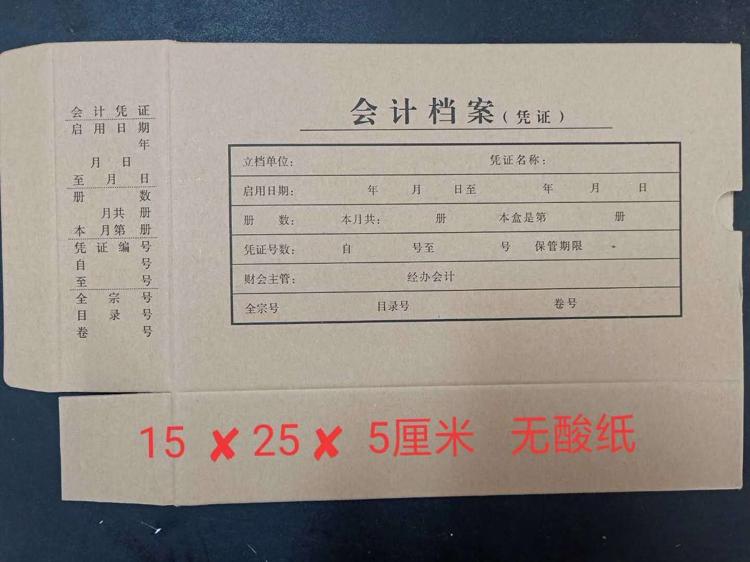 会计凭证
启用日期
年
月 日
至 月 日
册 数
月共 册
本 月第 册
凭证编号
自 号
至 号
全宗号
目录号
卷 号
会计档案(凭证)
立档单位: 凭证名称:
启用日期: 年 月 日至 年 月 日
册 数: 本月共: 册 本盒是第 册
凭证号数: 自 号至 号 保管期限
财会主管: 经办会计
全宗号 目录号 卷号
15 ✘ 25 ✘ 5厘米 无酸纸